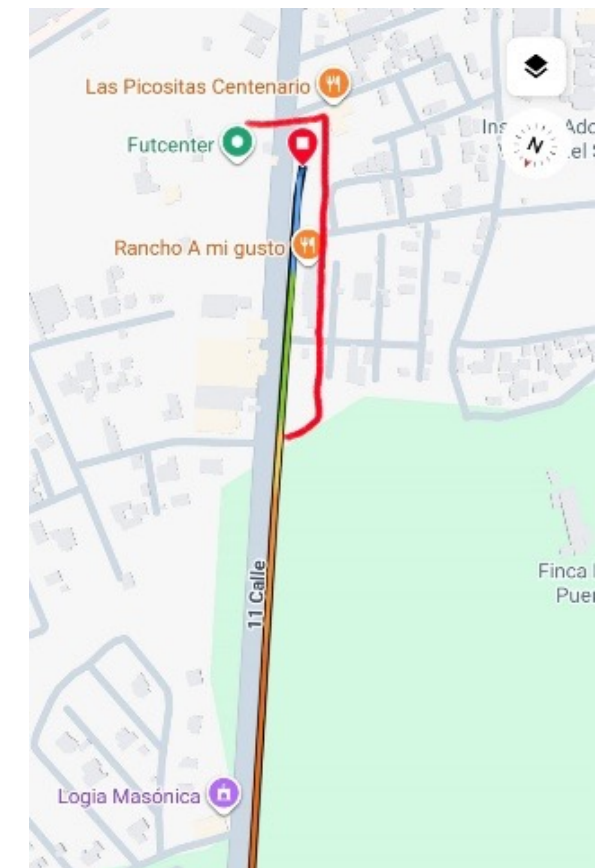 Las Picositas Centenario
Futcenter
N
Rancho A mi gusto
11 Calle
Finca
Logia Masónica